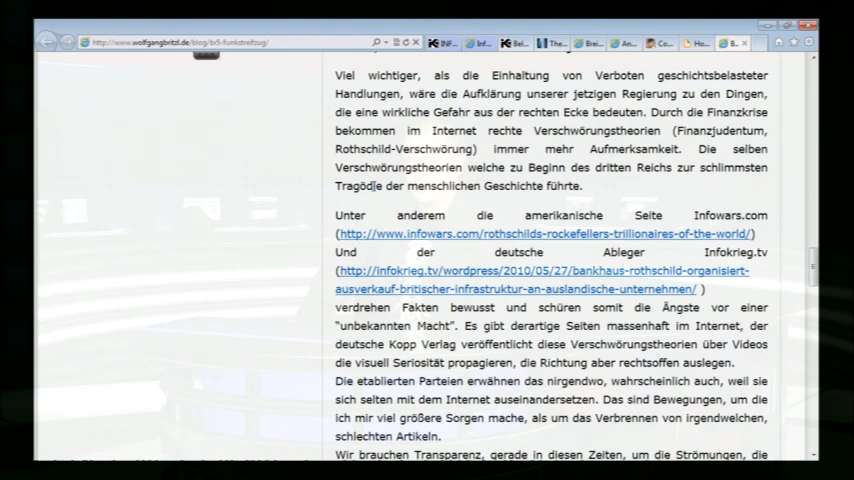 http://www.wolfgangbritzl.de/blog/br5-funkstreifzug/
INF...
Inf...
Bel...
The...
Brei...
An...
Co...
Ho...
B...
Viel wichtiger, als die Einhaltung von Verboten geschichtsbelasteter
Handlungen, wäre die Aufklärung unserer jetzigen Regierung zu den Dingen,
die eine wirkliche Gefahr aus der rechten Ecke bedeuten. Durch die Finanzkrise
bekommen im Internet rechte Verschwörungstheorien (Finanzjudentum,
Rothschild-Verschwörung) immer mehr Aufmerksamkeit. Die selben
Verschwörungstheorien welche zu Beginn des dritten Reichs zur schlimmsten
Tragödie der menschlichen Geschichte führte.
Unter anderem die amerikanische Seite Infowars.com
(http://www.infowars.com/rothschilds-rockefellers-trillionaires-of-the-world/)
Und der deutsche Ableger Infokrieg.tv
(http://infokrieg.tv/wordpress/2010/05/27/bankhaus-rothschild-organisiert-
ausverkauf-britischer-infrastruktur-an-auslandische-unternehmen/ )
verdrehen Fakten bewusst und schüren somit die Ängste vor einer
"unbekannten Macht". Es gibt derartige Seiten massenhaft im Internet, der
deutsche Kopp Verlag veröffentlicht diese Verschwörungstheorien über Videos
die visuell Seriosität propagieren, die Richtung aber rechtsoffen auslegen.
Die etablierten Parteien erwähnen das nirgendwo, wahrscheinlich auch, weil sie
sich selten mit dem Internet auseinandersetzen. Das sind Bewegungen, um die
ich mir viel größere Sorgen mache, als um das Verbrennen von irgendwelchen,
schlechten Artikeln.
Wir brauchen Transparenz, gerade in diesen Zeiten, um die Strömungen, die